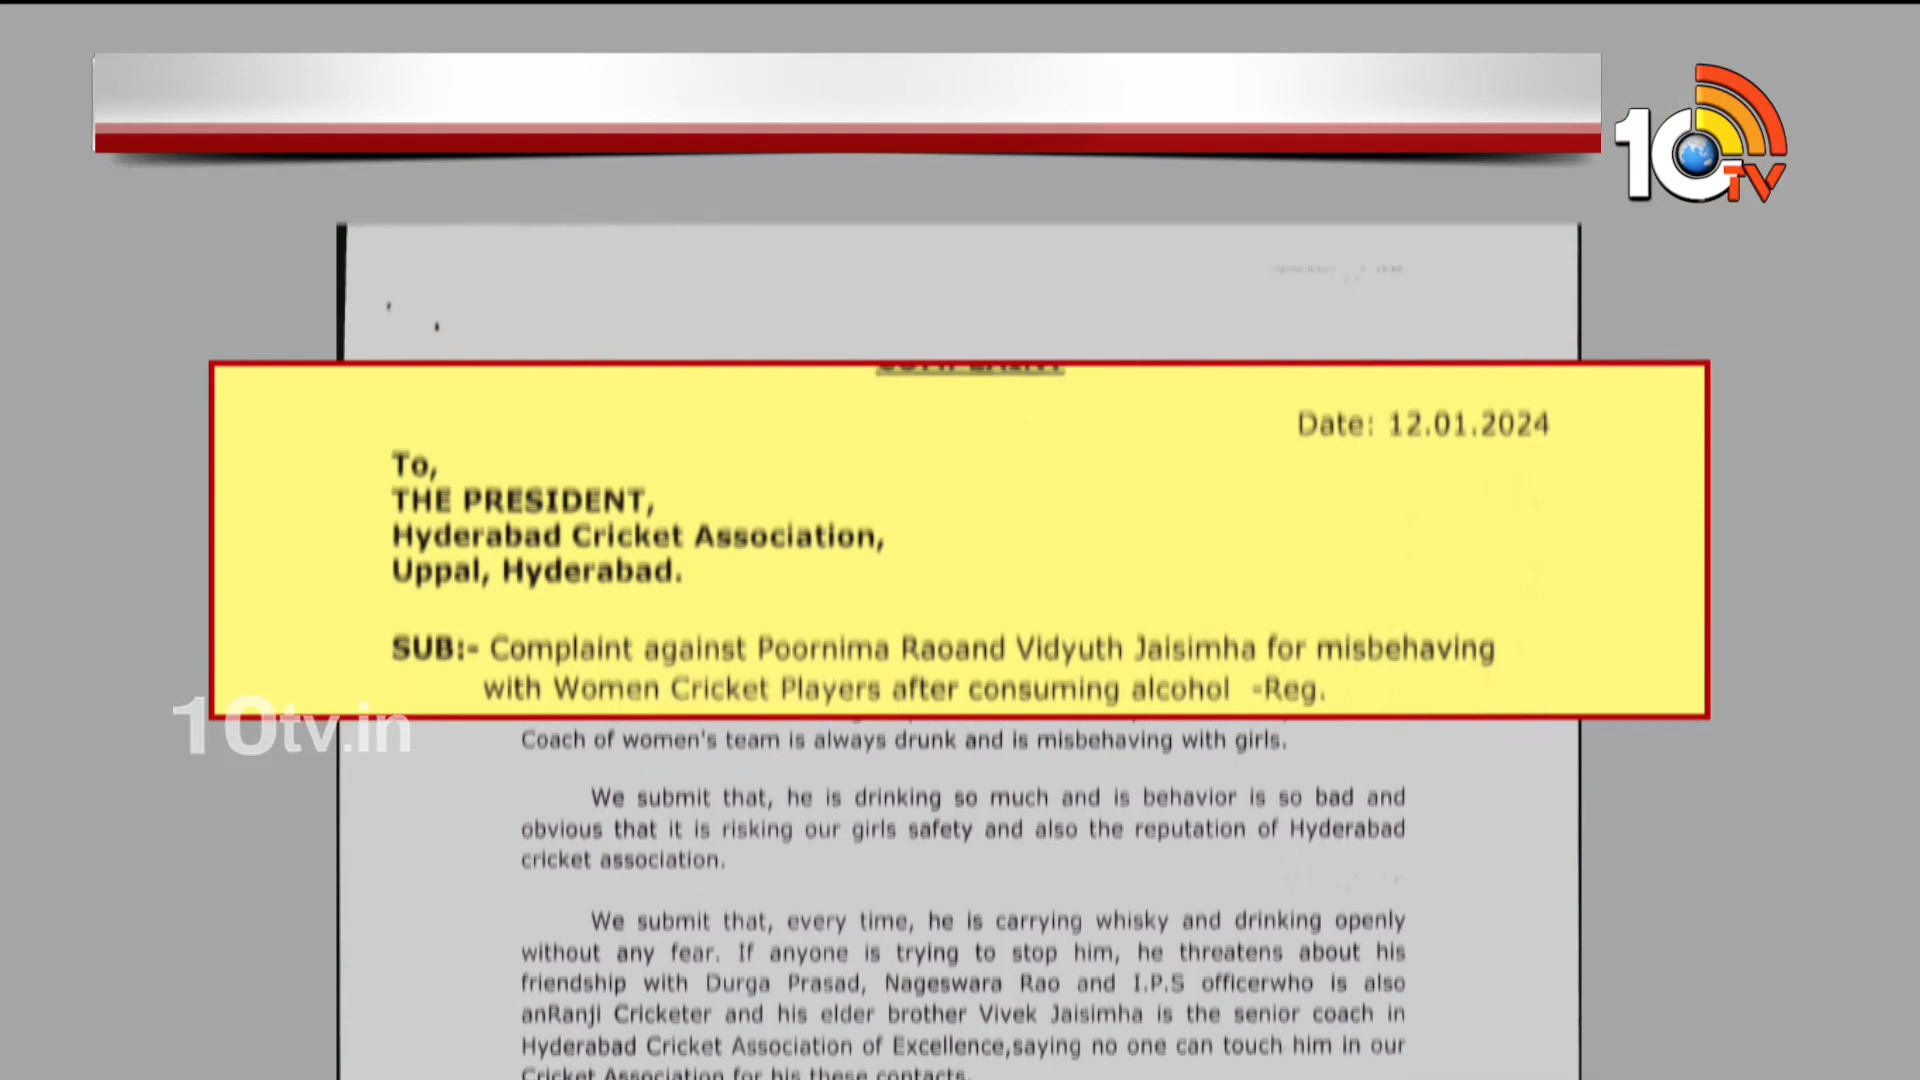 10TV
COMPLAINT
Date: 12.01.2024
To,
THE PRESIDENT,
Hyderabad Cricket Association,
Uppal, Hyderabad.
SUB:- Complaint against Poornima Raoand Vidyuth Jaisimha for misbehaving
with Women Cricket Players after consuming alcohol -Reg.
10tv.in
Coach of women's team is always drunk and is misbehaving with girls.
We submit that, he is drinking so much and is behavior is so bad and
obvious that it is risking our girls safety and also the reputation of Hyderabad
cricket association.
We submit that, every time, he is carrying whisky and drinking openly
without any fear. If anyone is trying to stop him, he threatens about his
friendship with Durga Prasad, Nageswara Rao and I.P.S officerwho is also
anRanji Cricketer and his elder brother Vivek Jaisimha is the senior coach in
Hyderabad Cricket Association of Excellence,saying no one can touch him in our
Cricket Association for his these contacts.